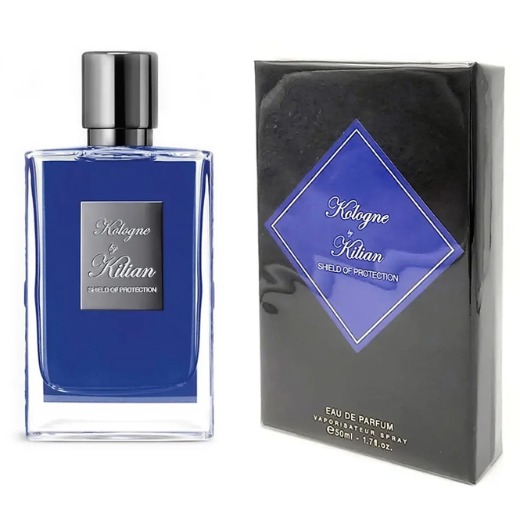 Kologne
by
Kilian
SHIELD OF PROTECTION
Kologne
by
Kilian
SHIELD OF PROTECTION
EAU DE PARFUM
VAPORISATEUR SPRAY
℮50ml - 1.7fl.oz.